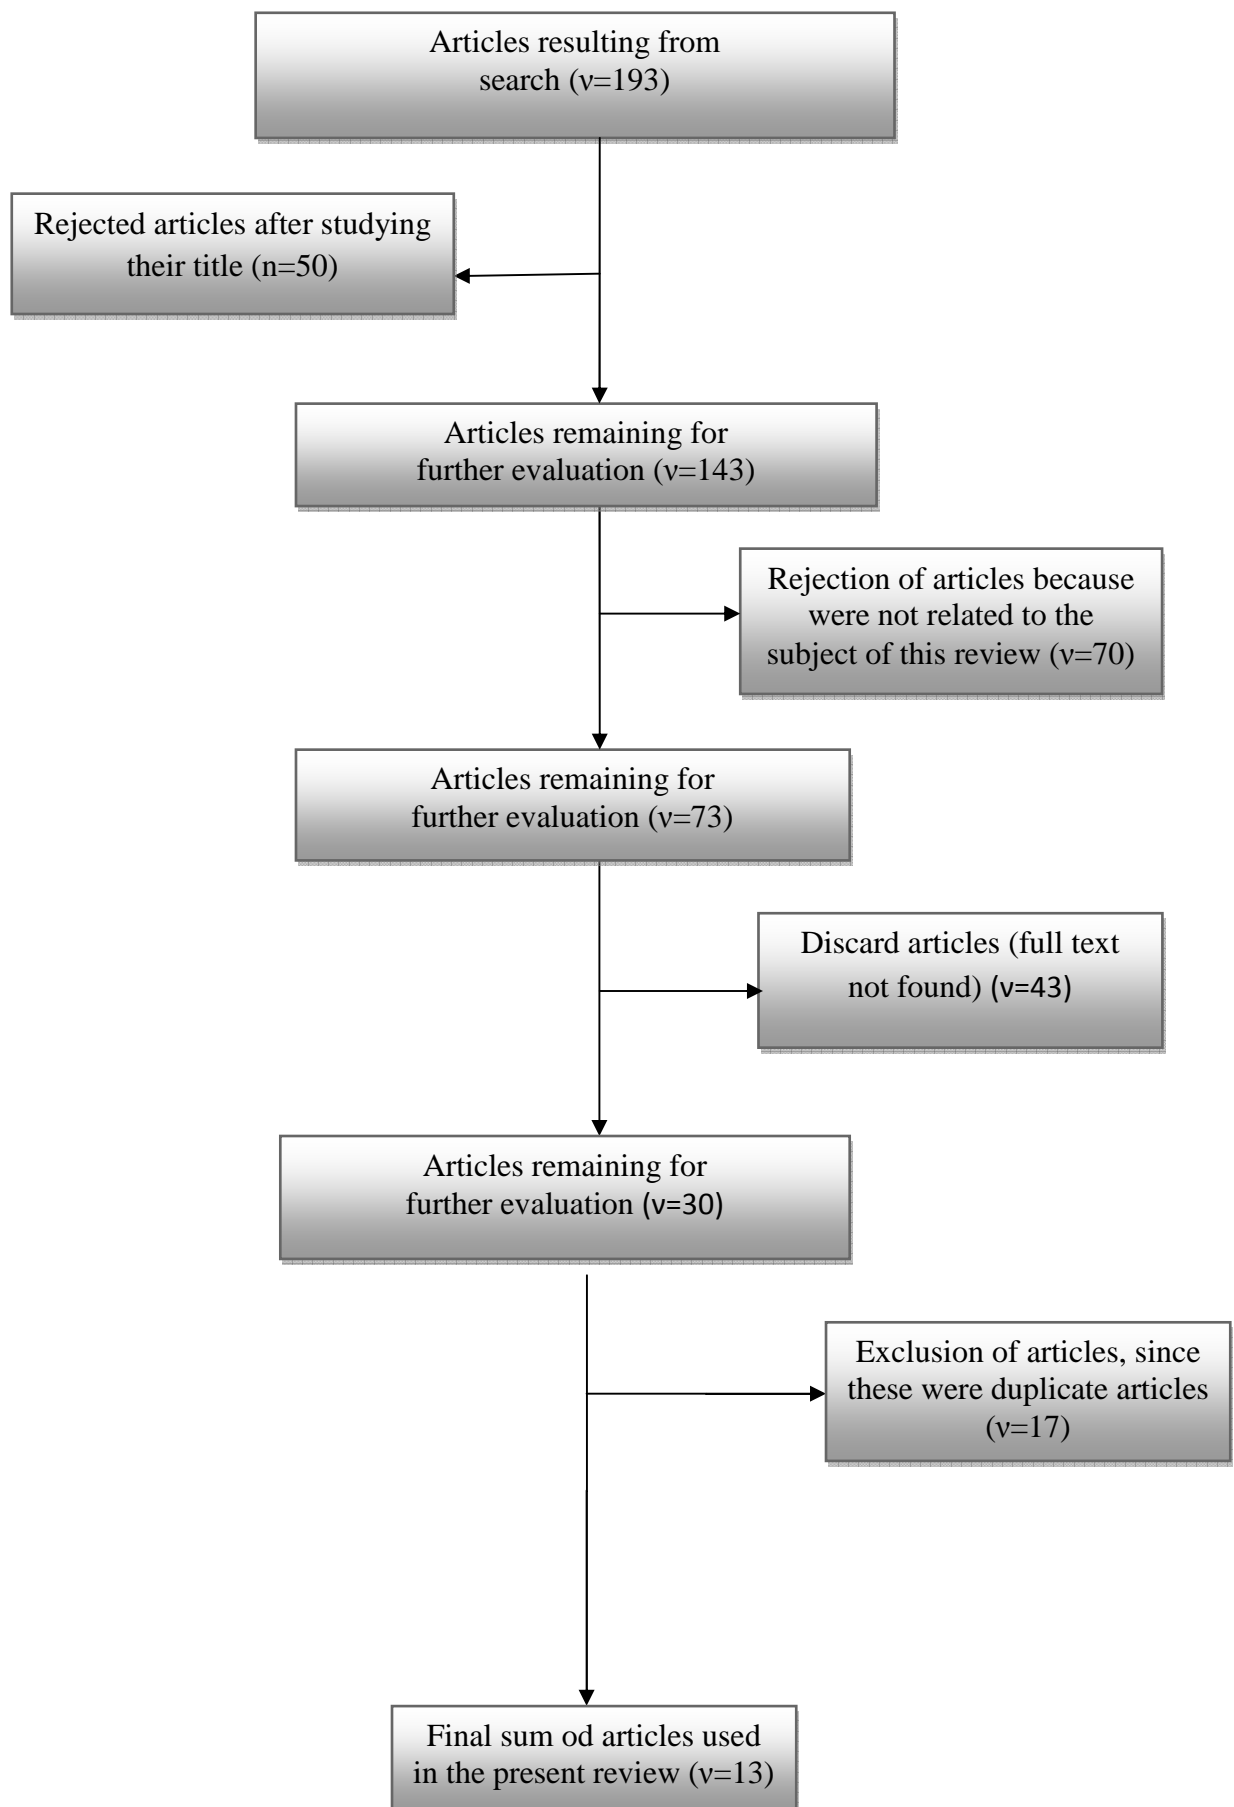 Articles resulting from
search (ν=193)
Rejected articles after studying
their title (n=50)
Articles remaining for
further evaluation (ν=143)
Rejection of articles because
were not related to the
subject of this review (ν=70)
Articles remaining for
further evaluation (ν=73)
Discard articles (full text
not found) (ν=43)
Articles remaining for
further evaluation (ν=30)
Exclusion of articles, since
these were duplicate articles
(ν=17)
Final sum od articles used
in the present review (ν=13)